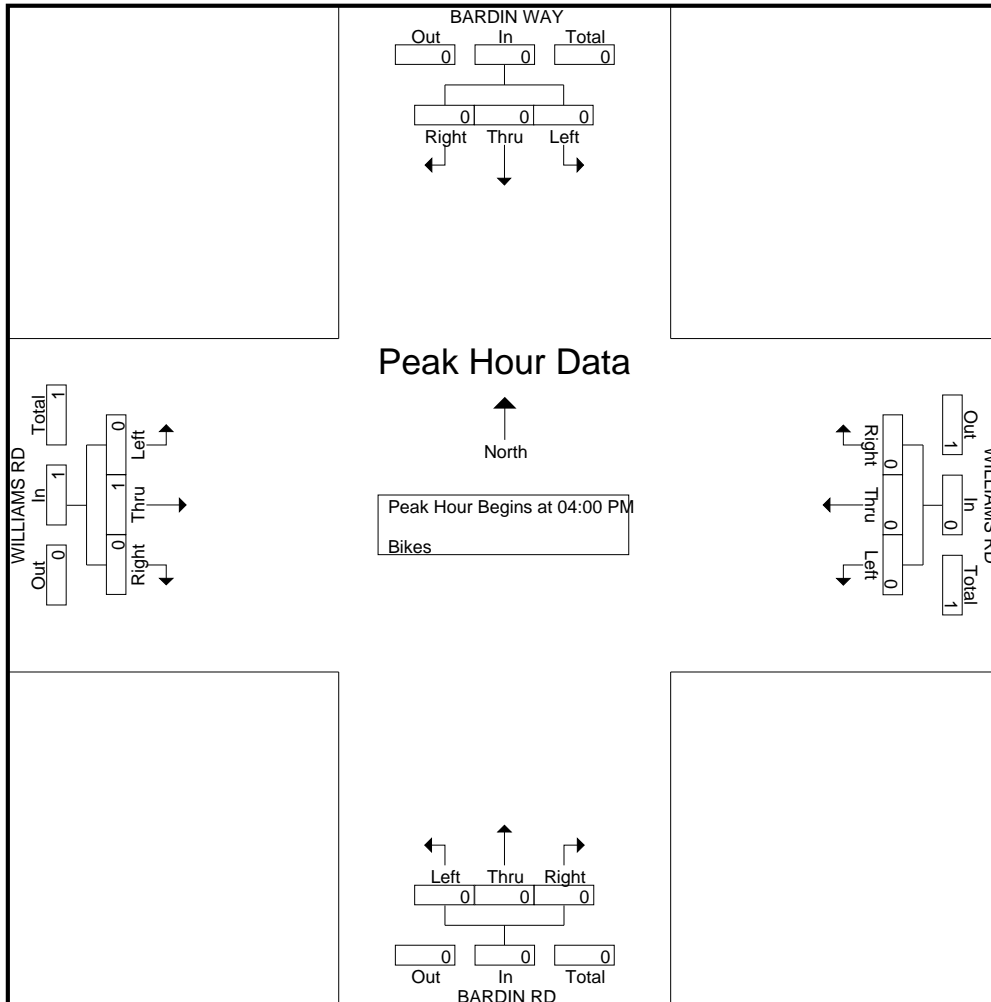 BARDIN WAY
Out In Total
0 0 0
0 0 0
Right Thru Left
Peak Hour Data
North
Peak Hour Begins at 04:00 PM
Bikes
WILLIAMS RD
Out In Total
0 1 1
Right Thru Left
0 1 0
WILLIAMS RD
Out In Total
1 0 1
Right Thru Left
0 0 0
Left Thru Right
0 0 0
0 0 0
Out In Total
BARDIN RD